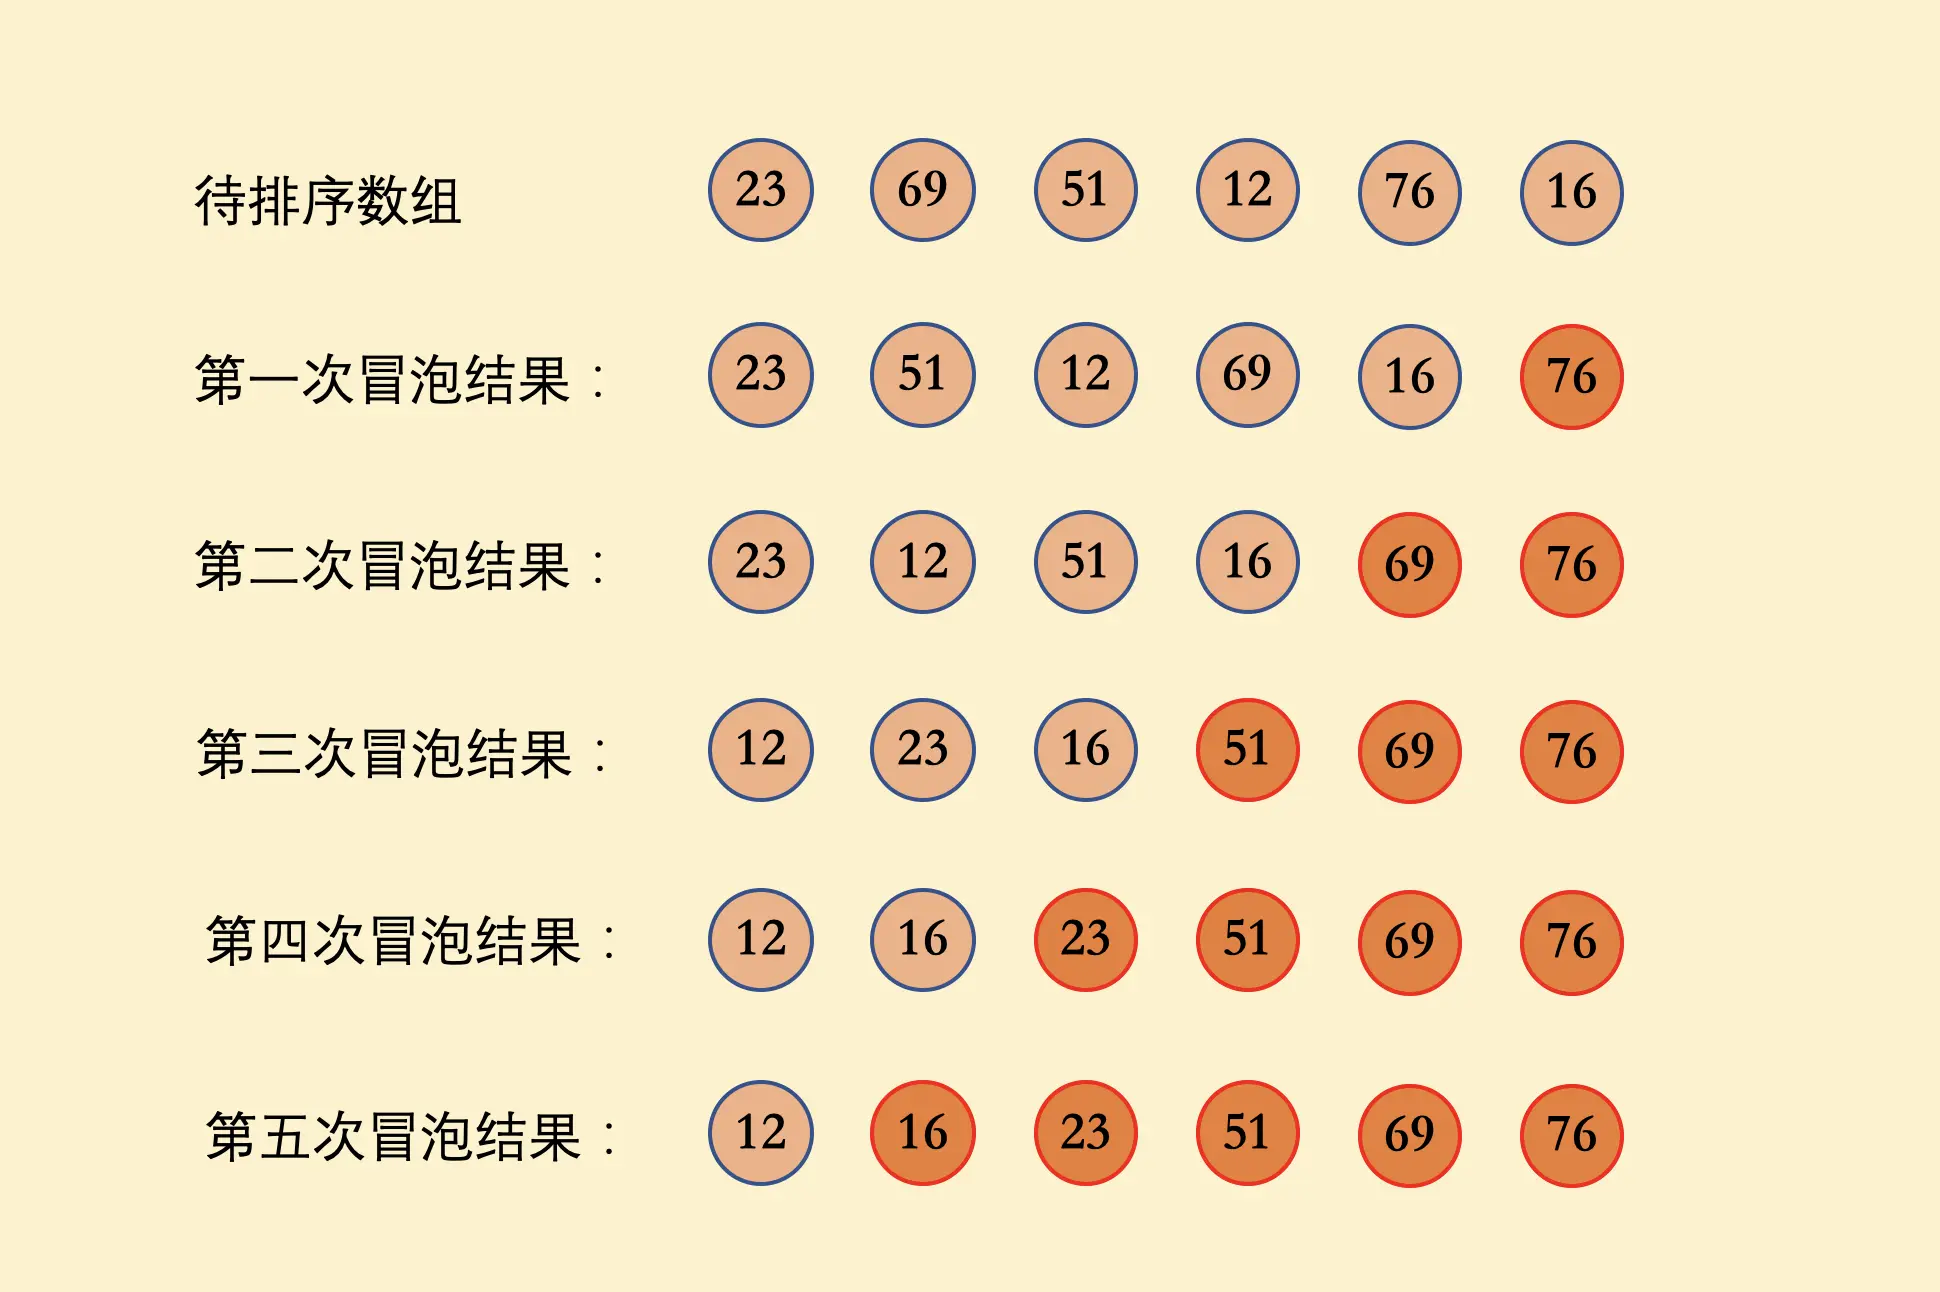 待排序数组 23 69 51 12 76 16
第一次冒泡结果： 23 51 12 69 16 76
第二次冒泡结果： 23 12 51 16 69 76
第三次冒泡结果： 12 23 16 51 69 76
第四次冒泡结果： 12 16 23 51 69 76
第五次冒泡结果： 12 16 23 51 69 76